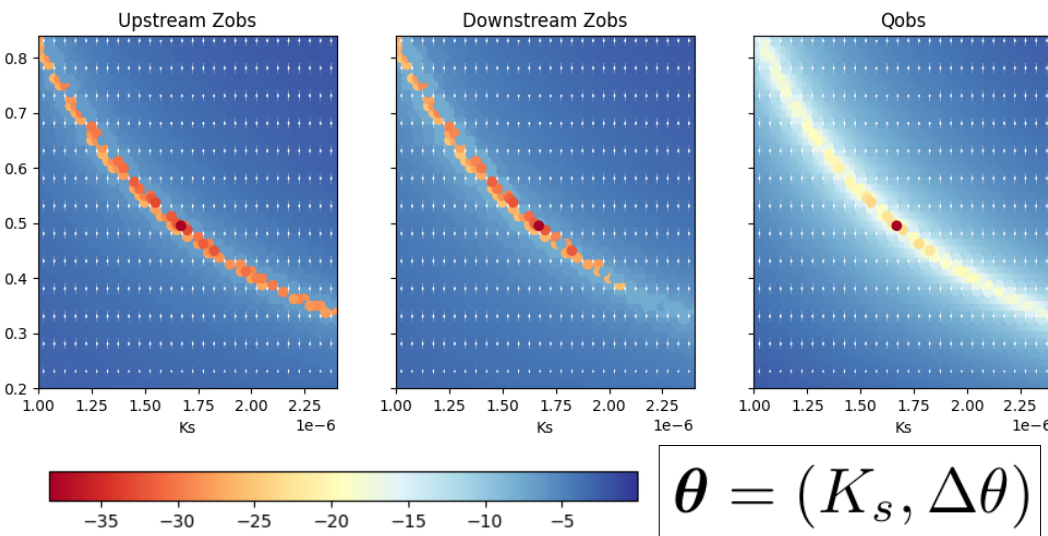 Upstream Zobs
Downstream Zobs
Qobs
0.8
0.7
0.6
0.5
0.4
0.3
0.2
1.00 1.25 1.50 1.75 2.00 2.25
Ks
1e−6
1.00 1.25 1.50 1.75 2.00 2.25
Ks
1e−6
1.00 1.25 1.50 1.75 2.00 2.25
Ks
1e−6
−35 −30 −25 −20 −15 −10 −5
θ = (K_s, Δθ)